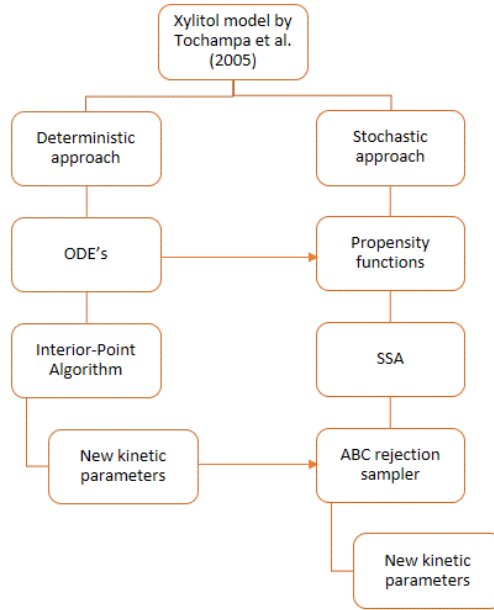 Xylitol model by
Tochampa et al.
(2005)
Deterministic
approach
Stochastic
approach
ODE's
Propensity
functions
Interior-Point
Algorithm
SSA
New kinetic
parameters
ABC rejection
sampler
New kinetic
parameters